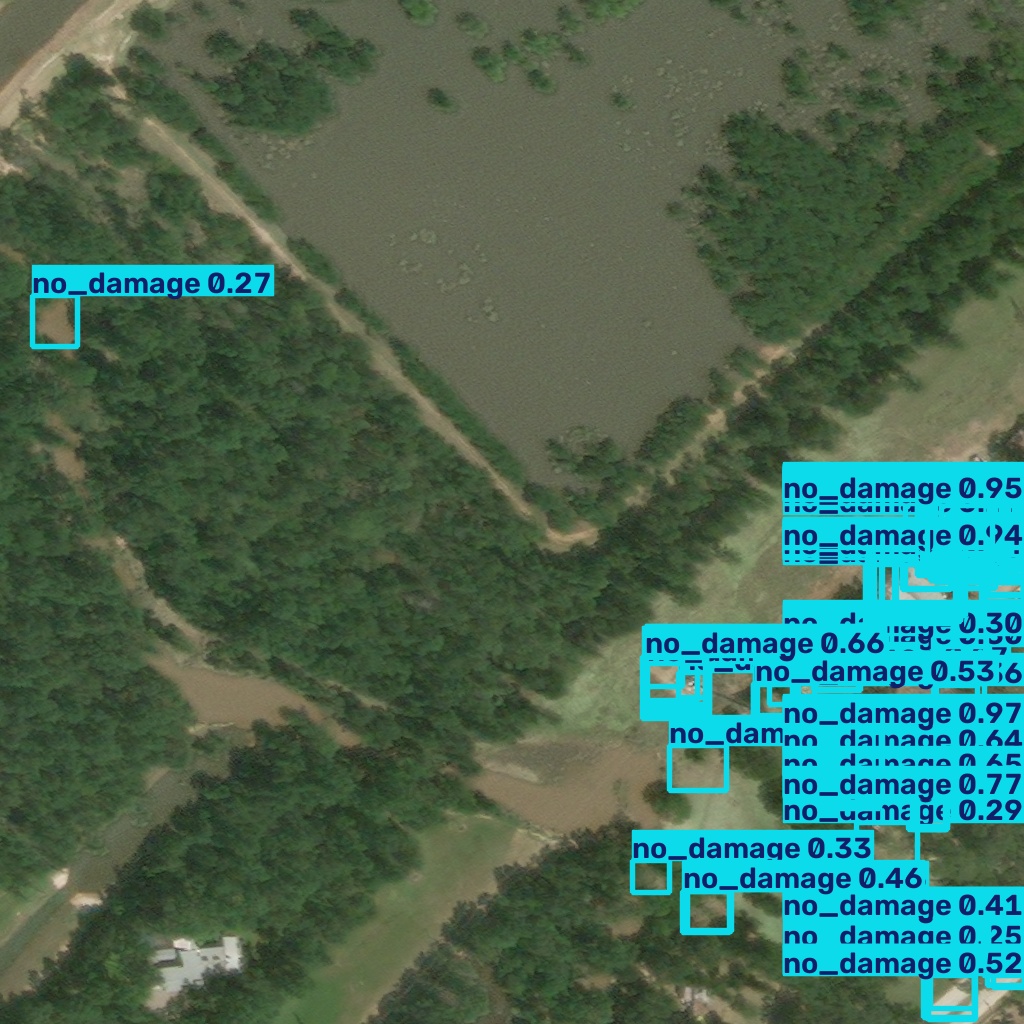 no_damage 0.27
no_damage 0.95
no_damage 0.94
no_damage 0.30
no_damage 0.66
no_damage 0.53
no_damage 0.97
no_dam
no_damage 0.64
no_damage 0.65
no_damage 0.77
no_damage 0.29
no_damage 0.33
no_damage 0.46
no_damage 0.41
no_damage 0.25
no_damage 0.52